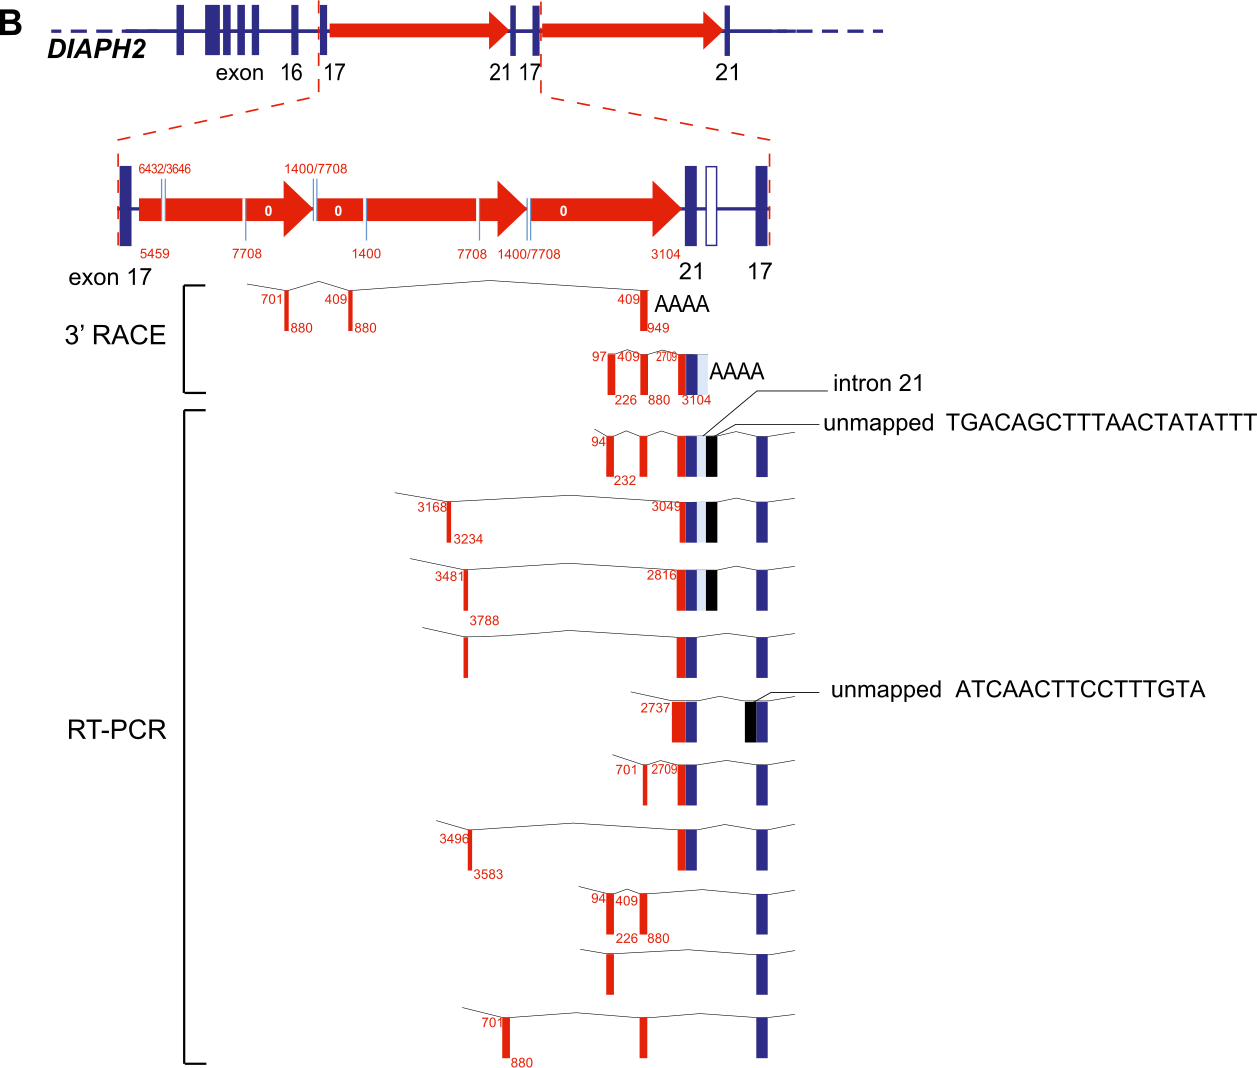 B
DIAPH2
exon 16 17 21 17 21
6432/3646 1400/7708
0 0 0
5459 7708 1400 7708 1400/7708 3104
exon 17 21 17
3’ RACE
701 409 409 AAAA
880 880 949
97 409 2709 AAAA
226 880 3104
intron 21
unmapped TGACAGCTTTAACTATATTT
RT-PCR
94
232
3168 3049
3234
3481 2816
3788
unmapped ATCAACTTCCTTTGTA
2737
701 2709
3496
3583
94 409
226 880
701
880